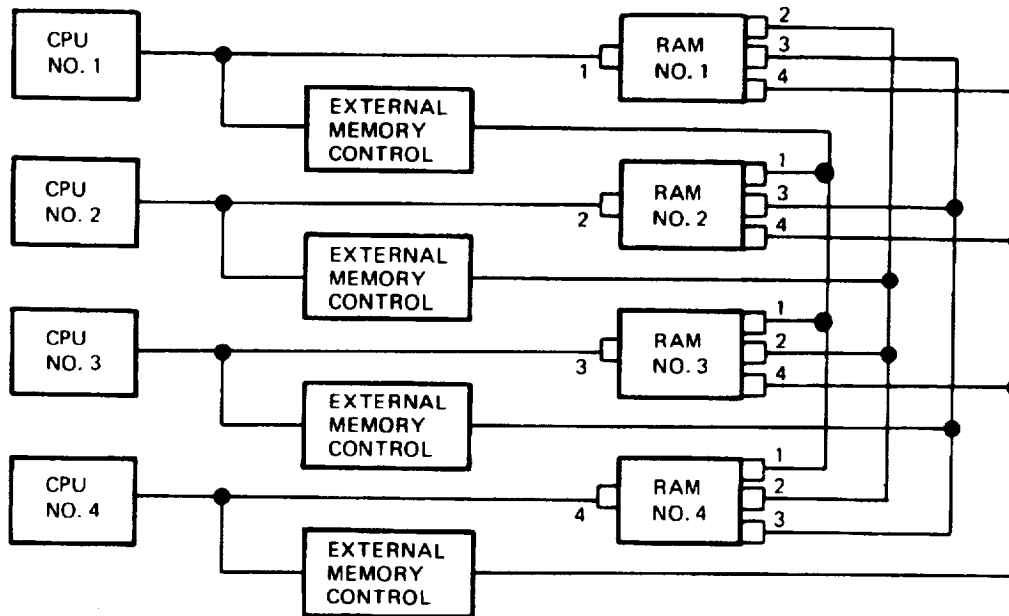 CPU
NO. 1
1
RAM
NO. 1
2
3
4
EXTERNAL
MEMORY
CONTROL
CPU
NO. 2
2
RAM
NO. 2
1
3
4
EXTERNAL
MEMORY
CONTROL
CPU
NO. 3
3
RAM
NO. 3
1
2
4
EXTERNAL
MEMORY
CONTROL
CPU
NO. 4
4
RAM
NO. 4
1
2
3
EXTERNAL
MEMORY
CONTROL